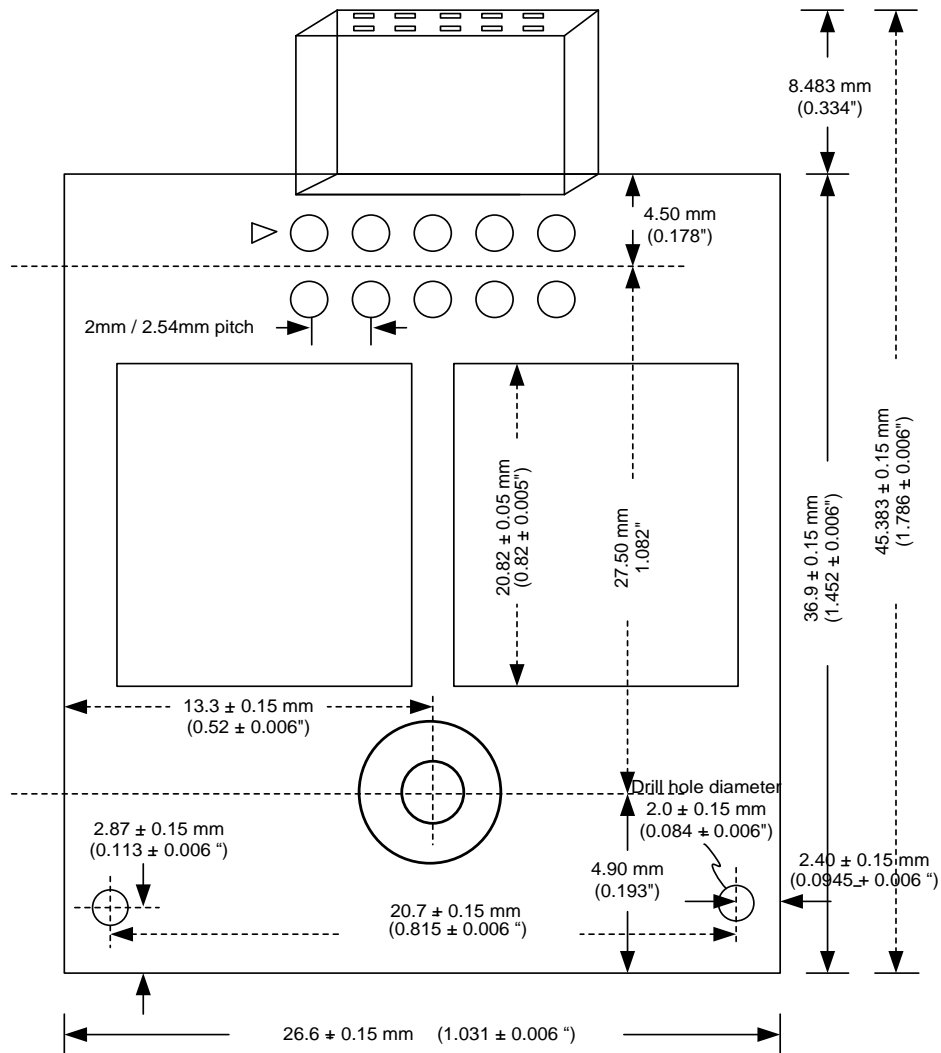 8.483 mm
(0.334")
4.50 mm
(0.178")
2mm / 2.54mm pitch
20.82 ± 0.05 mm
(0.82 ± 0.005")
27.50 mm
1.082"
36.9 ± 0.15 mm
(1.452 ± 0.006")
45.383 ± 0.15 mm
(1.786 ± 0.006")
13.3 ± 0.15 mm
(0.52 ± 0.006")
Drill hole diameter
2.0 ± 0.15 mm
(0.084 ± 0.006")
2.87 ± 0.15 mm
(0.113 ± 0.006 “)
4.90 mm
(0.193")
2.40 ± 0.15 mm
(0.0945 ± 0.006 “)
20.7 ± 0.15 mm
(0.815 ± 0.006 “)
26.6 ± 0.15 mm (1.031 ± 0.006 “)